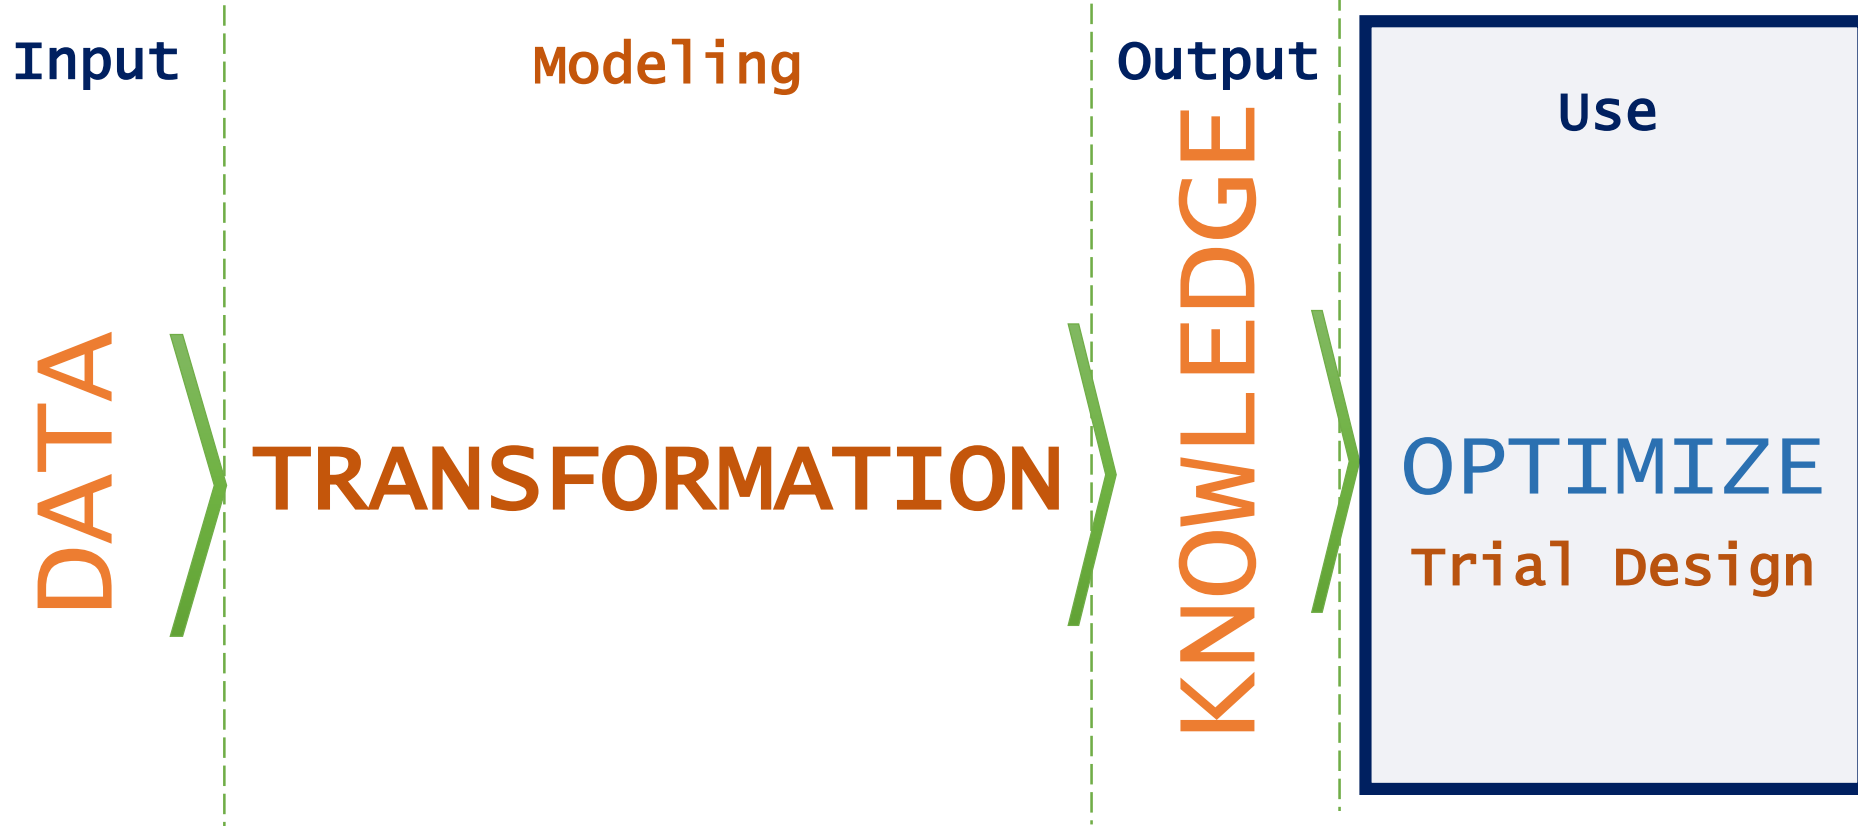 Input
Modeling
Output
Use
DATA
TRANSFORMATION
KNOWLEDGE
OPTIMIZE
Trial Design